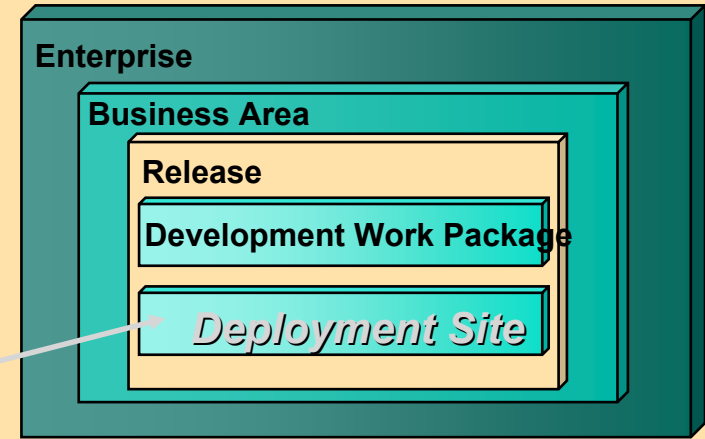 Enterprise
Business Area
Release
Development Work Package
Deployment Site